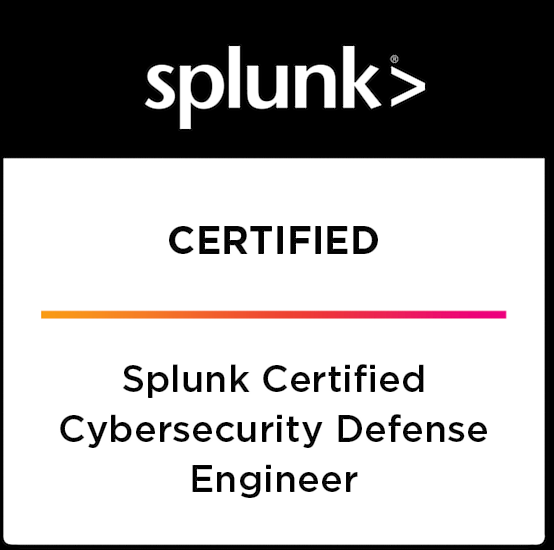 splunk>®
CERTIFIED
Splunk Certified
Cybersecurity Defense
Engineer